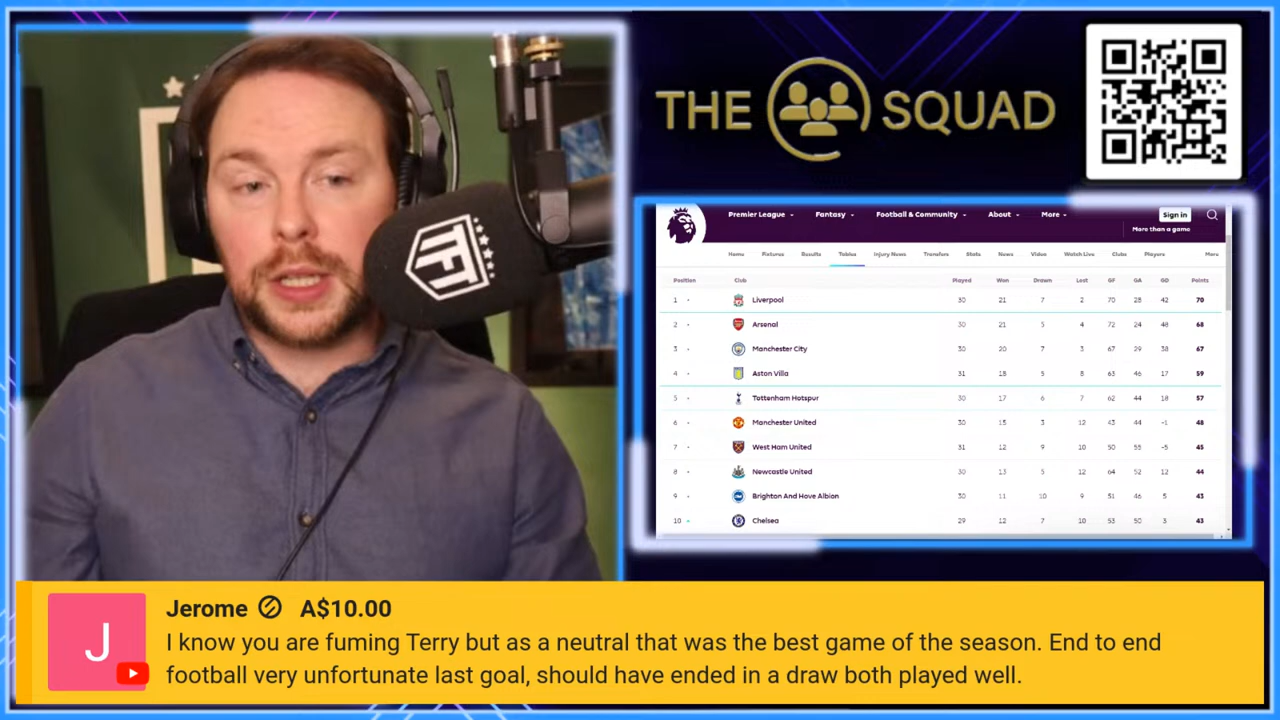 THE SQUAD
TFT
Premier League Fantasy Football & Community About More Sign in
More than a game
Home Fixtures Results Tables Injury News Transfers Stats News Video Watch Live Clubs Players More
Position Club Played Won Drawn Lost GF GA GD Points
1 Liverpool 30 21 7 2 70 28 42 70
2 Arsenal 30 21 5 4 72 24 48 68
3 Manchester City 30 20 7 3 67 29 38 67
4 Aston Villa 31 18 5 8 63 46 17 59
5 Tottenham Hotspur 30 17 6 7 62 44 18 57
6 Manchester United 30 15 3 12 43 44 -1 48
7 West Ham United 31 12 9 10 50 55 -5 45
8 Newcastle United 30 13 5 12 64 52 12 44
9 Brighton And Hove Albion 30 11 10 9 51 46 5 43
10 Chelsea 29 12 7 10 53 50 3 43
J
Jerome A$10.00
I know you are fuming Terry but as a neutral that was the best game of the season. End to end
football very unfortunate last goal, should have ended in a draw both played well.